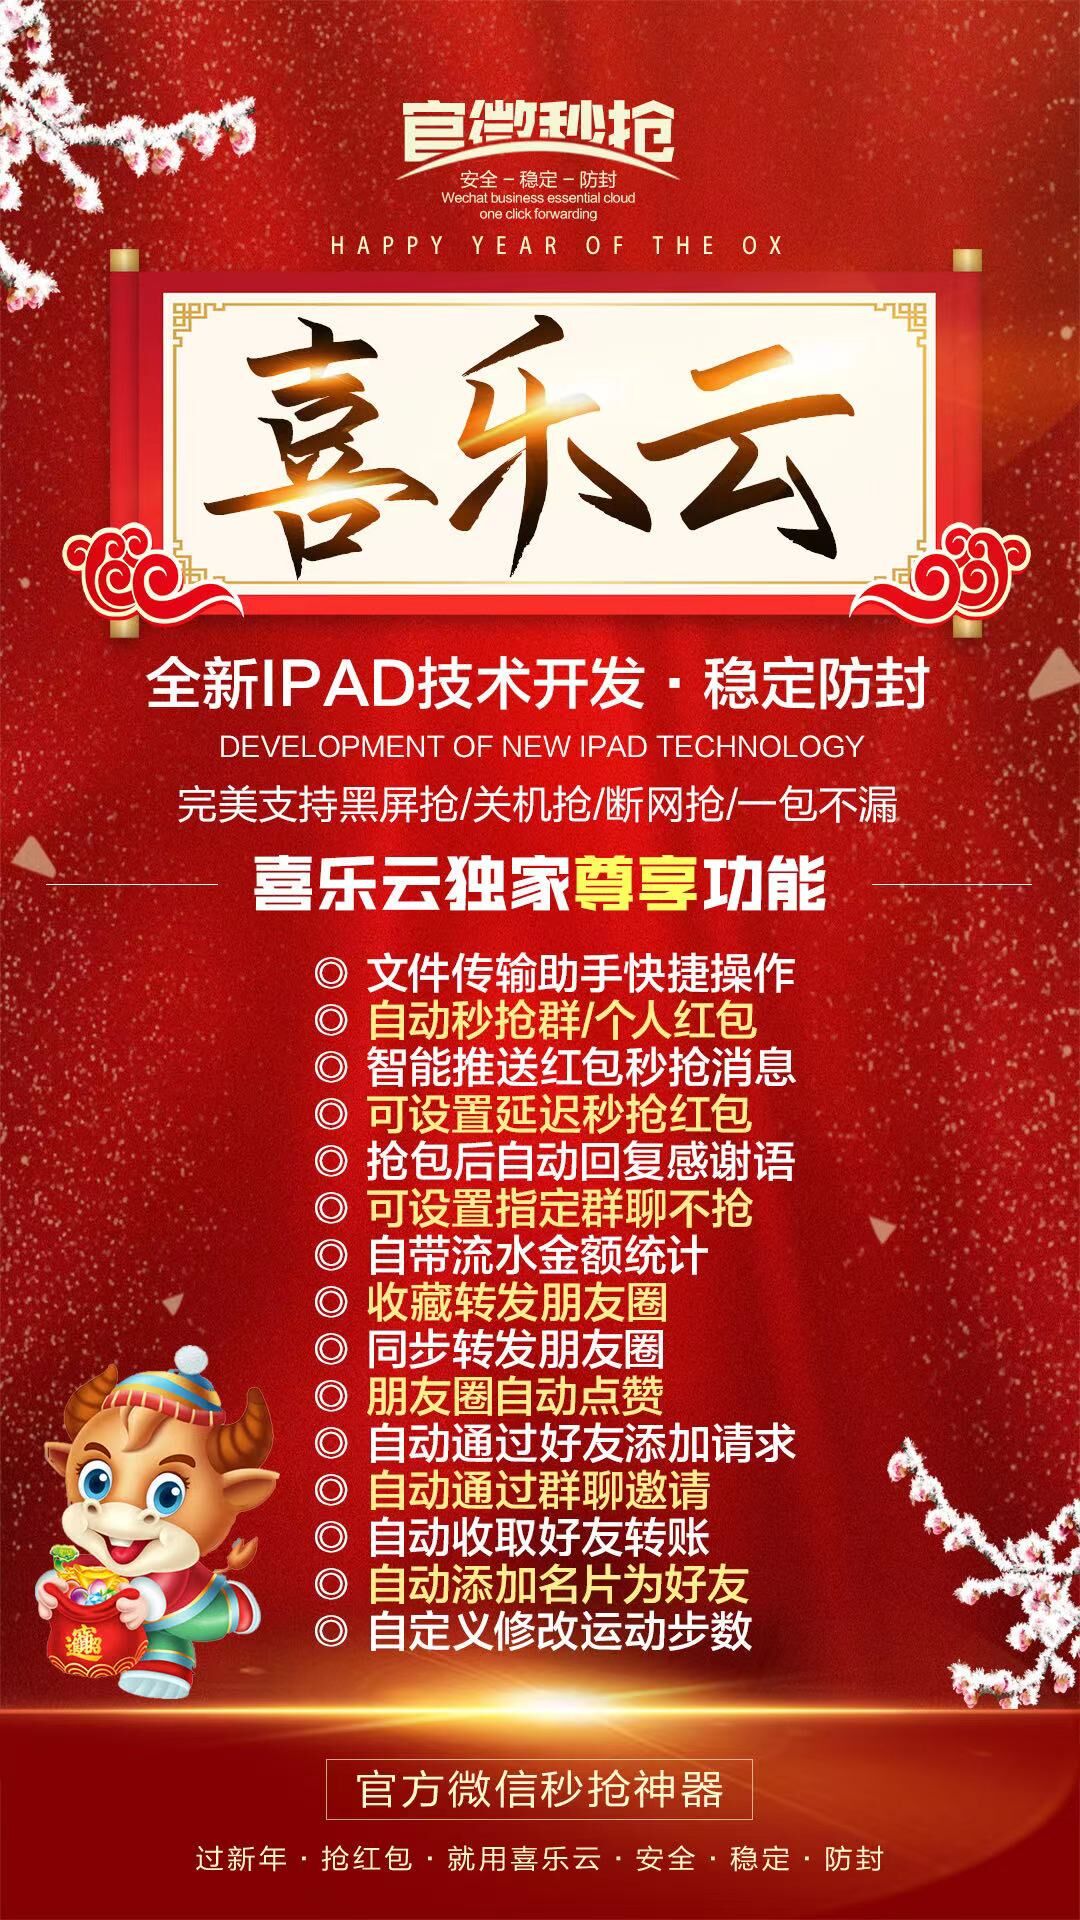 官微秒抢
安全－稳定－防封
Wechat business essential cloud
one click forwarding
HAPPY YEAR OF THE OX
喜乐云
全新IPAD技术开发·稳定防封
DEVELOPMENT OF NEW IPAD TECHNOLOGY
完美支持黑屏抢/关机抢/断网抢/一包不漏
喜乐云独家尊享功能
◎ 文件传输助手快捷操作
◎ 自动秒抢群/个人红包
◎ 智能推送红包秒抢消息
◎ 可设置延迟秒抢红包
◎ 抢包后自动回复感谢语
◎ 可设置指定群聊不抢
◎ 自带流水金额统计
◎ 收藏转发朋友圈
◎ 同步转发朋友圈
◎ 朋友圈自动点赞
◎ 自动通过好友添加请求
◎ 自动通过群聊邀请
◎ 自动收取好友转账
◎ 自动添加名片为好友
◎ 自定义修改运动步数
官方微信秒抢神器
过新年·抢红包·就用喜乐云·安全·稳定·防封